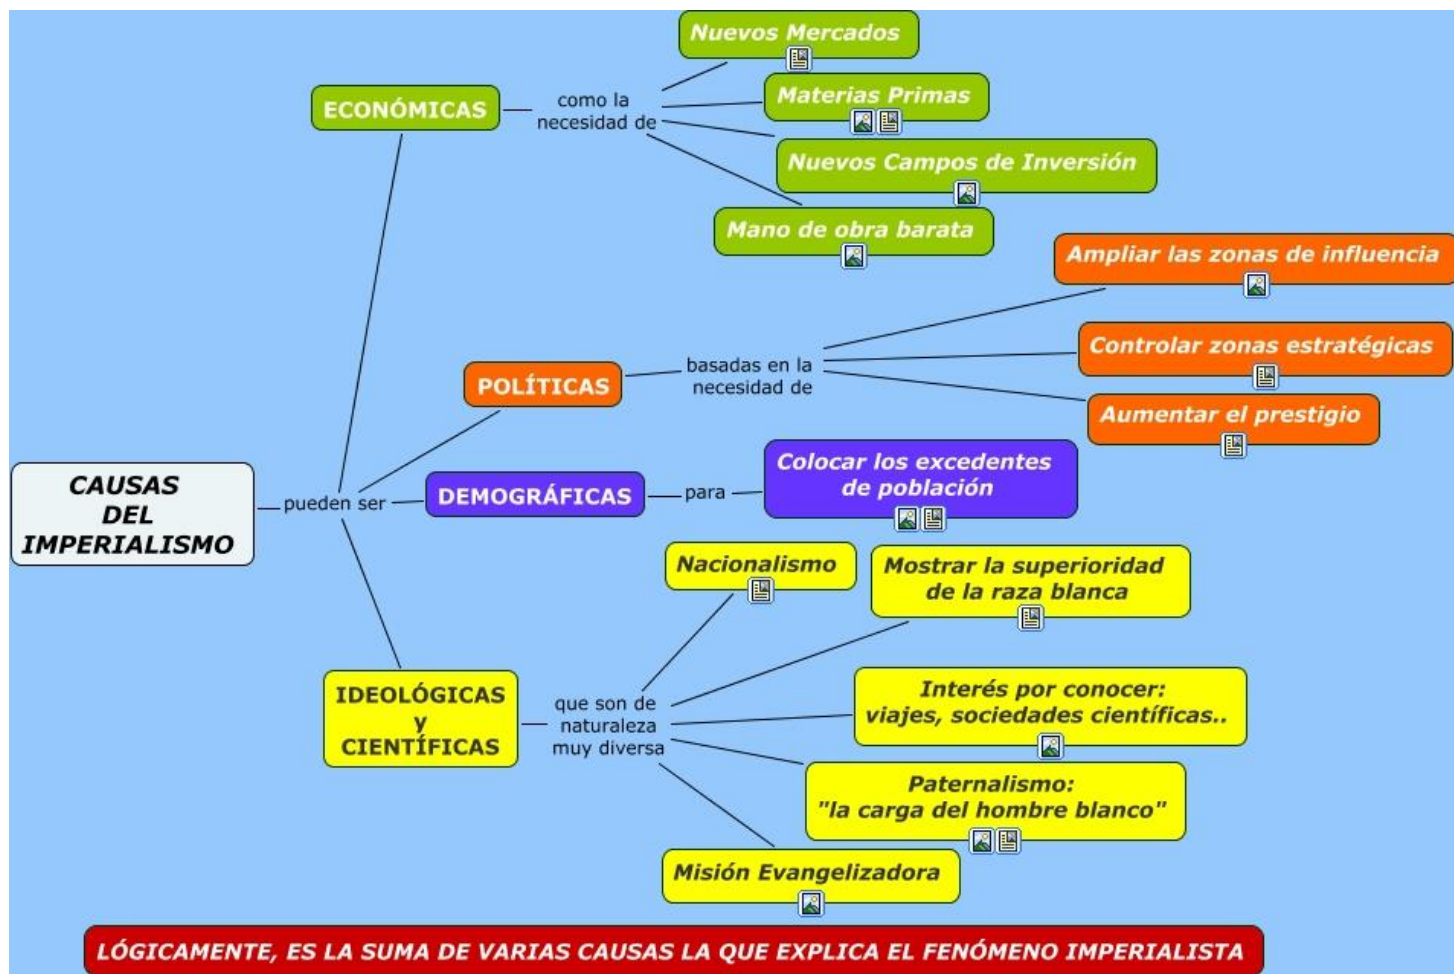 Nuevos Mercados
ECONÓMICAS
como la
necesidad de
Materias Primas
Nuevos Campos de Inversión
Mano de obra barata
Ampliar las zonas de influencia
POLÍTICAS
basadas en la
necesidad de
Controlar zonas estratégicas
Aumentar el prestigio
CAUSAS
DEL
IMPERIALISMO
pueden ser
DEMOGRÁFICAS
para
Colocar los excedentes
de población
Nacionalismo
Mostrar la superioridad
de la raza blanca
IDEOLÓGICAS
y
CIENTÍFICAS
que son de
naturaleza
muy diversa
Interés por conocer:
viajes, sociedades científicas..
Paternalismo:
"la carga del hombre blanco"
Misión Evangelizadora
LÓGICAMENTE, ES LA SUMA DE VARIAS CAUSAS LA QUE EXPLICA EL FENÓMENO IMPERIALISTA